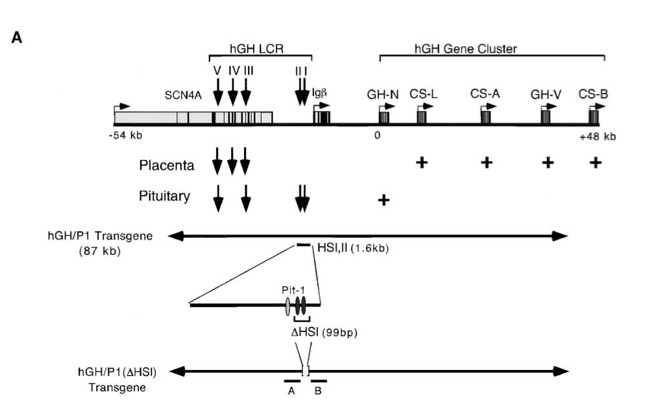 A
hGH LCR hGH Gene Cluster
V IV III II I
SCN4A Igβ GH-N CS-L CS-A GH-V CS-B
-54 kb 0 +48 kb
Placenta + + + +
Pituitary +
hGH/P1 Transgene
(87 kb)
HSI,II (1.6kb)
Pit-1
ΔHSI (99bp)
hGH/P1(ΔHSI)
Transgene
A B